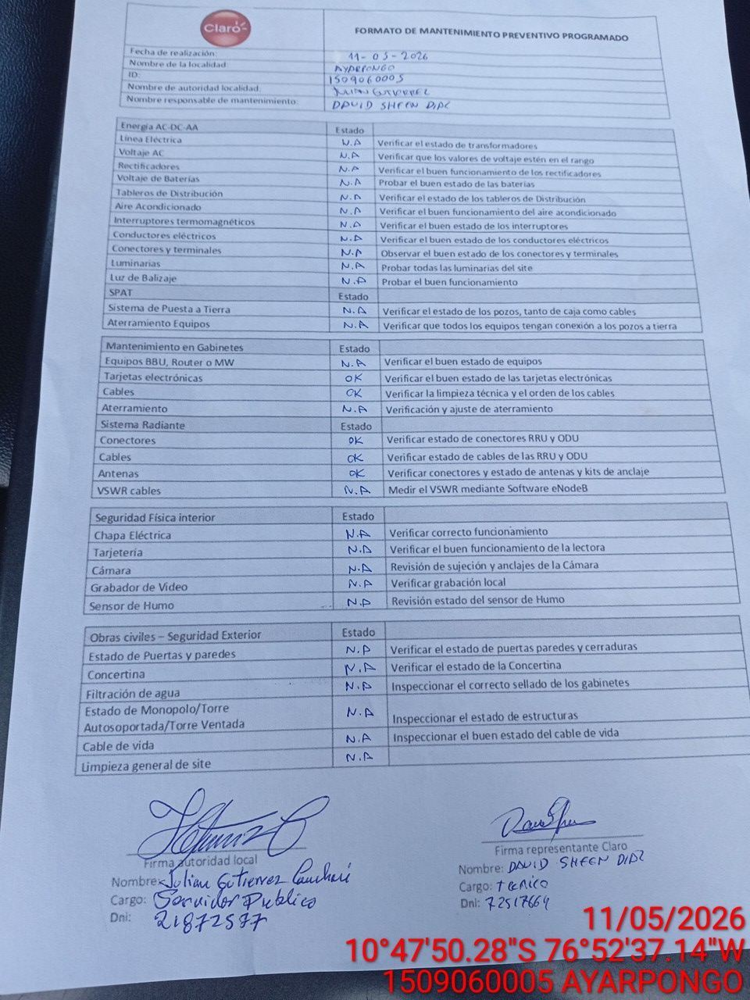 Claro
FORMATO DE MANTENIMIENTO PREVENTIVO PROGRAMADO
Fecha de realización: 11-05-2026
Nombre de la localidad: AYARPONGO
ID: 1509060005
Nombre de autoridad localidad: JULIAN GUTIERREZ
Nombre responsable de mantenimiento: DAVID SHEEN DIAZ
Energía AC-DC-AA Estado
Línea Eléctrica N.A Verificar el estado de transformadores
Voltaje AC N.A Verificar que los valores de voltaje estén en el rango
Rectificadores N.A Verificar el buen funcionamiento de los rectificadores
Voltaje de Baterías N.A Probar el buen estado de las baterías
Tableros de Distribución N.A Verificar el estado de los tableros de Distribución
Aire Acondicionado N.A Verificar el buen funcionamiento del aire acondicionado
Interruptores termomagnéticos N.A Verificar el buen estado de los interruptores
Conductores eléctricos N.A Verificar el buen estado de los conductores eléctricos
Conectores y terminales N.A Observar el buen estado de los conectores y terminales
Luminarias N.A Probar todas las luminarias del site
Luz de Balizaje N.A Probar el buen funcionamiento
SPAT Estado
Sistema de Puesta a Tierra N.A Verificar el estado de los pozos, tanto de caja como cables
Aterramiento Equipos N.A Verificar que todos los equipos tengan conexión a los pozos a tierra
Mantenimiento en Gabinetes Estado
Equipos BBU, Router o MW N.A Verificar el buen estado de equipos
Tarjetas electrónicas OK Verificar el buen estado de las tarjetas electrónicas
Cables OK Verificar la limpieza técnica y el orden de los cables
Aterramiento N.A Verificación y ajuste de aterramiento
Sistema Radiante Estado
Conectores OK Verificar estado de conectores RRU y ODU
Cables OK Verificar estado de cables de las RRU y ODU
Antenas OK Verificar conectores y estado de antenas y kits de anclaje
VSWR cables N.A Medir el VSWR mediante Software eNodeB
Seguridad Física interior Estado
Chapa Eléctrica N.A Verificar correcto funcionamiento
Tarjetería N.A Verificar el buen funcionamiento de la lectora
Cámara N.A Revisión de sujeción y anclajes de la Cámara
Grabador de Video N.A Verificar grabación local
Sensor de Humo N.A Revisión estado del sensor de Humo
Obras civiles – Seguridad Exterior Estado
Estado de Puertas y paredes N.A Verificar el estado de puertas paredes y cerraduras
Concertina N.A Verificar el estado de la Concertina
Filtración de agua N.A Inspeccionar el correcto sellado de los gabinetes
Estado de Monopolo/Torre
Autosoportada/Torre Ventada N.A Inspeccionar el estado de estructuras
Cable de vida N.A Inspeccionar el buen estado del cable de vida
Limpieza general de site N.A
Firma autoridad local
Nombre: Julian Gutierrez
Cargo: Servidor Publico
Dni: 21872577
Firma representante Claro
Nombre: DAVID SHEEN DIAZ
Cargo: TECNICO
Dni: 72517669
11/05/2026
10°47'50.28"S 76°52'37.14"W
1509060005 AYARPONGO